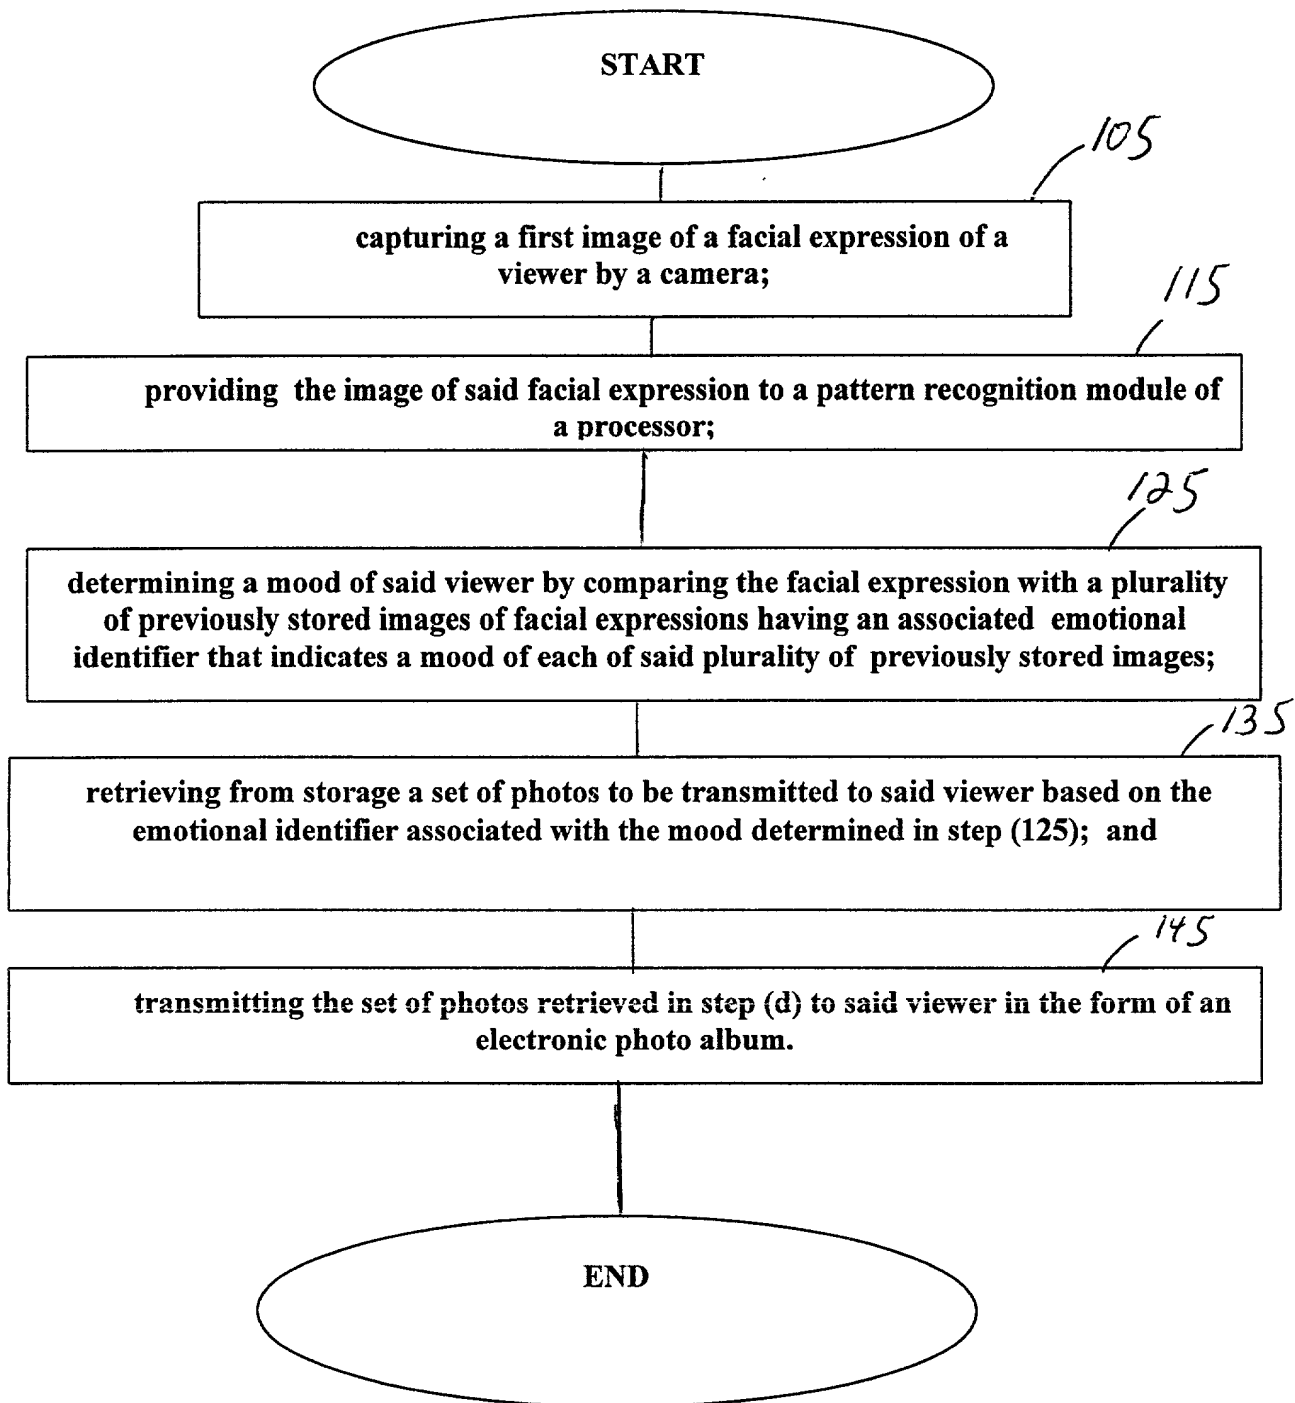 START
105
capturing a first image of a facial expression of a
viewer by a camera;
115
providing the image of said facial expression to a pattern recognition module of
a processor;
125
determining a mood of said viewer by comparing the facial expression with a plurality
of previously stored images of facial expressions having an associated emotional
identifier that indicates a mood of each of said plurality of previously stored images;
135
retrieving from storage a set of photos to be transmitted to said viewer based on the
emotional identifier associated with the mood determined in step (125); and
145
transmitting the set of photos retrieved in step (d) to said viewer in the form of an
electronic photo album.
END